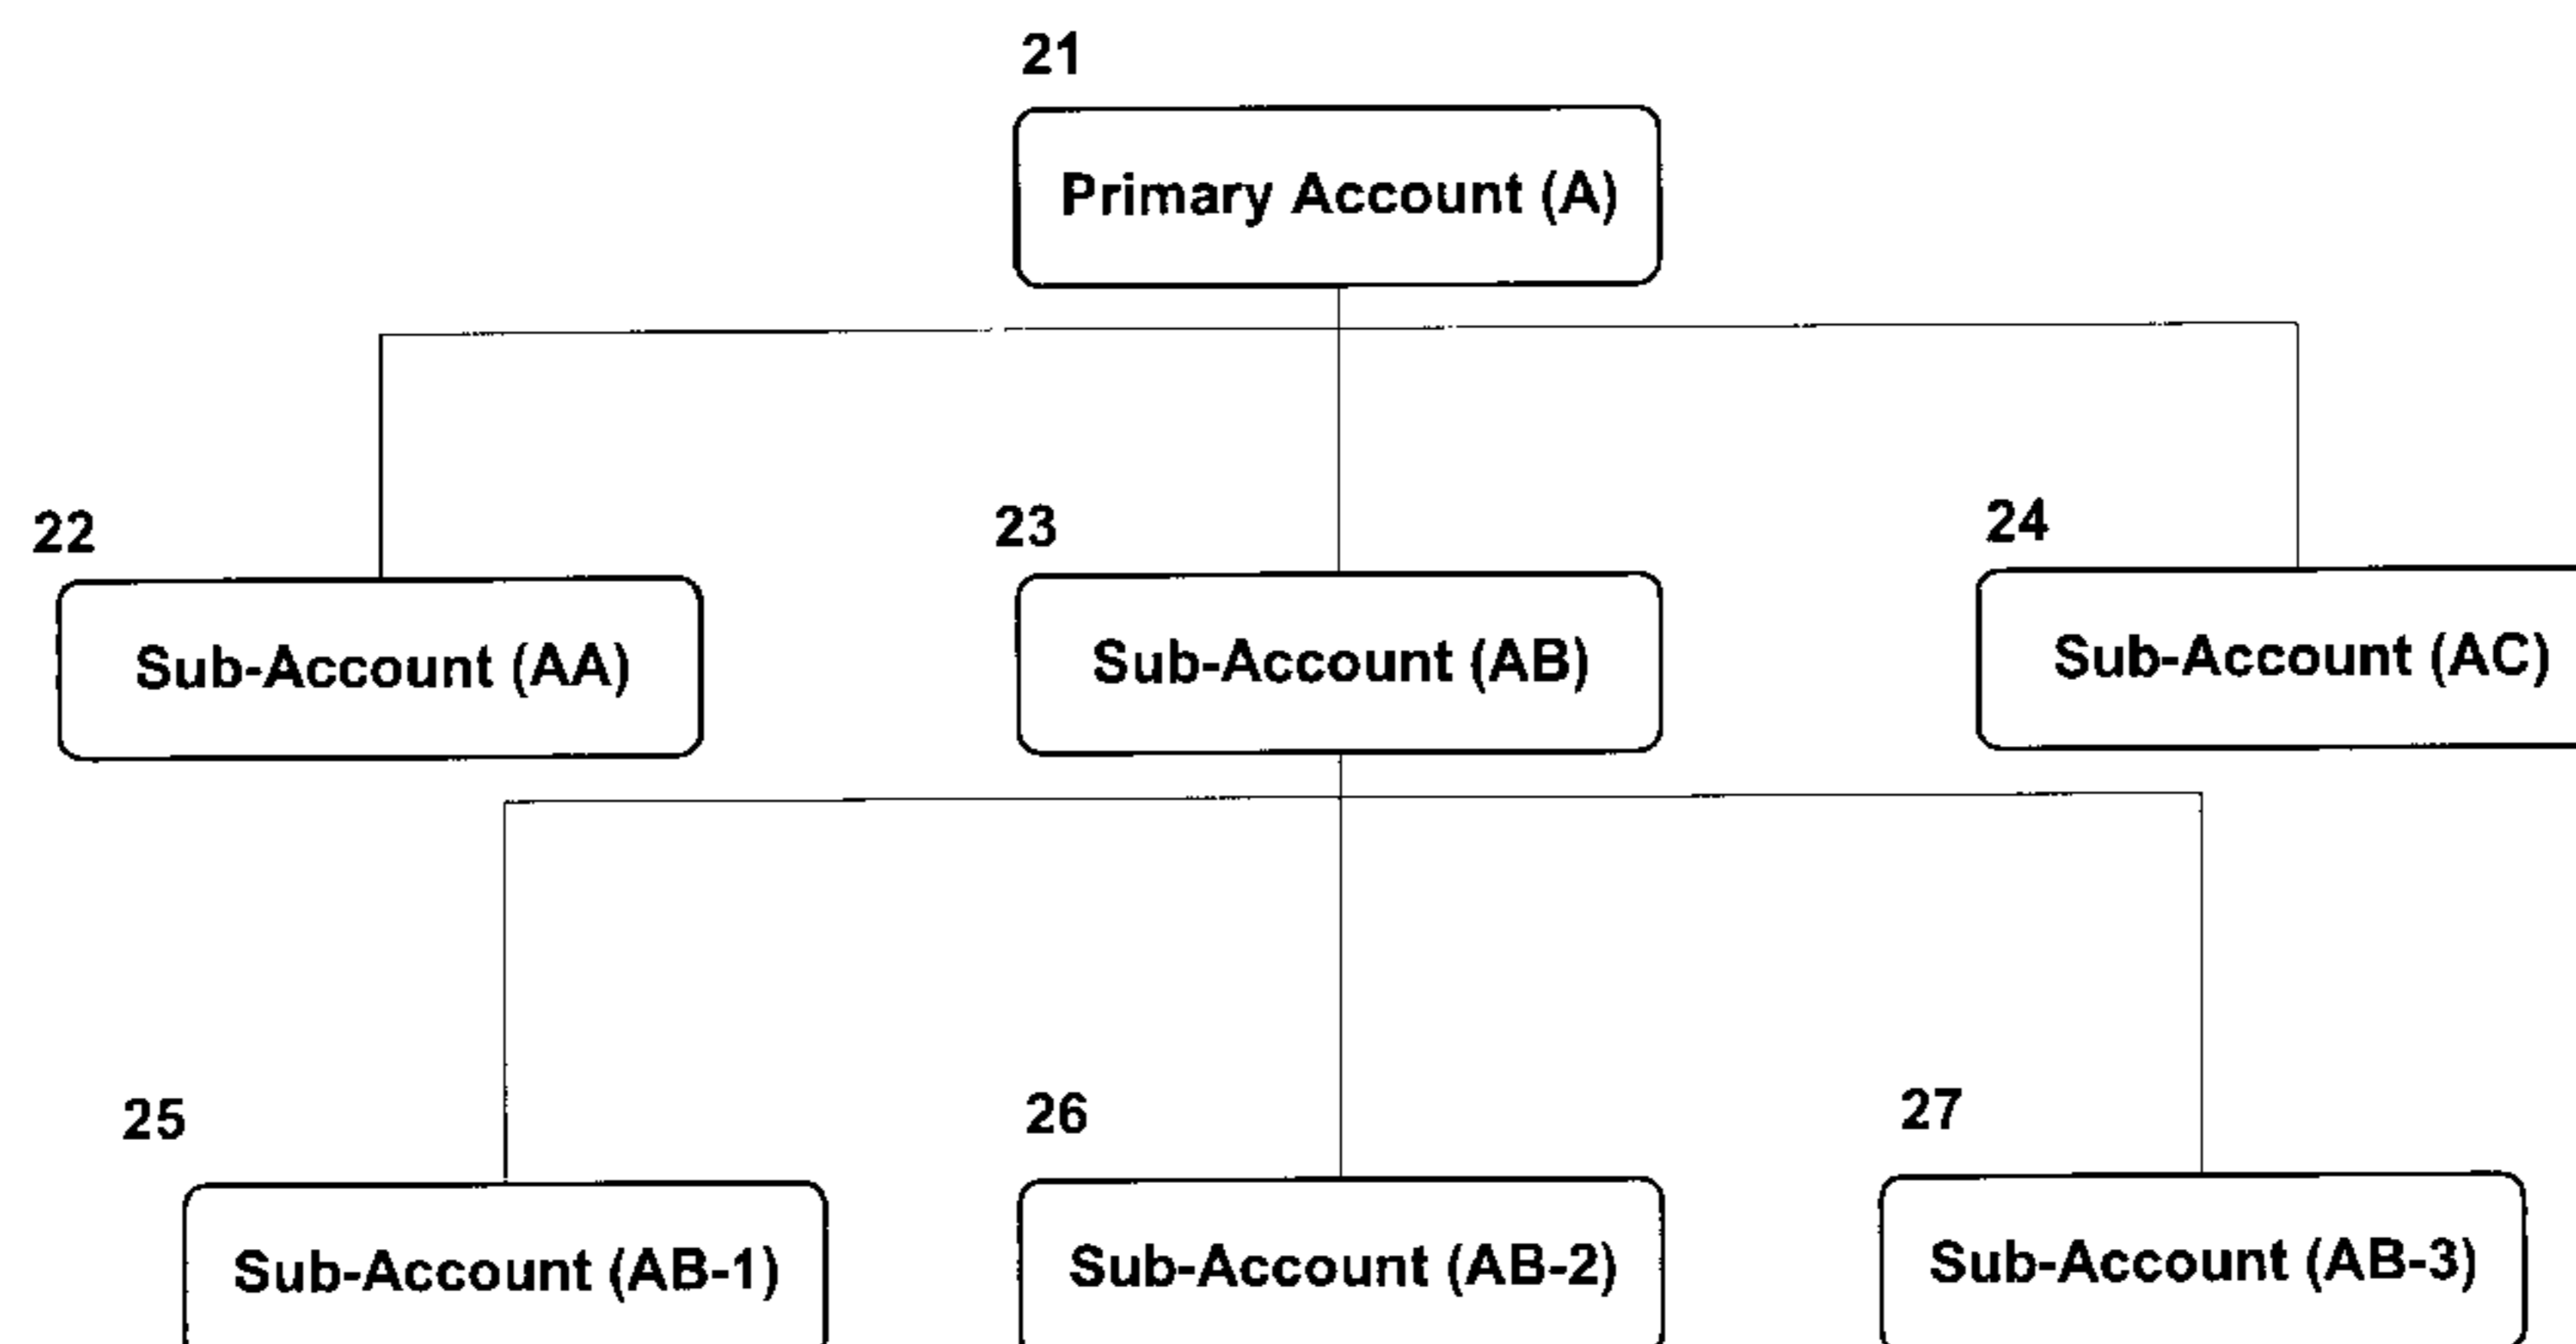 21
Primary Account (A)
22
23
24
Sub-Account (AA)
Sub-Account (AB)
Sub-Account (AC)
25
26
27
Sub-Account (AB-1)
Sub-Account (AB-2)
Sub-Account (AB-3)